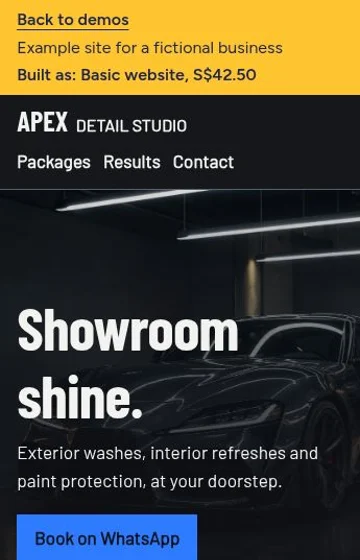 Back to demos
Example site for a fictional business
Built as: Basic website, S$42.50
APEX DETAIL STUDIO
Packages Results Contact
Showroom
shine.
Exterior washes, interior refreshes and
paint protection, at your doorstep.
Book on WhatsApp